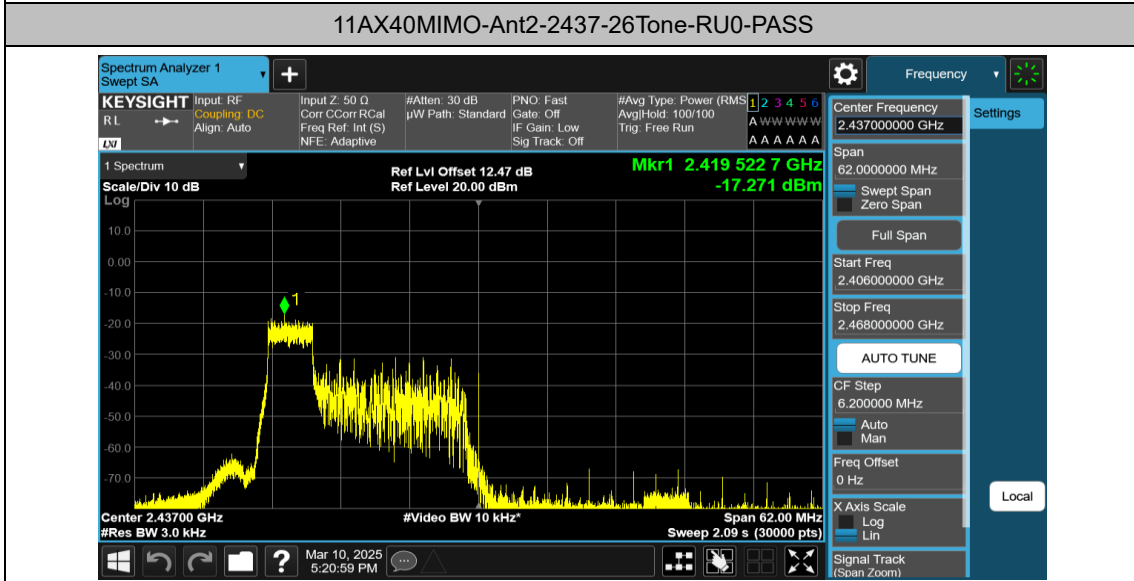 11AX40MIMO-Ant2-2437-26Tone-RU0-PASS
Spectrum Analyzer 1
Swept SA
Frequency
KEYSIGHT
RL
LXI
Input: RF
Coupling: DC
Align: Auto
Input Z: 50 Ω
Corr CCorr RCal
Freq Ref: Int (S)
NFE: Adaptive
#Atten: 30 dB
µW Path: Standard
PNO: Fast
Gate: Off
IF Gain: Low
Sig Track: Off
#Avg Type: Power (RMS
Avg|Hold: 100/100
Trig: Free Run
1 2 3 4 5 6
A W W W W W
A A A A A A
Settings
Center Frequency
2.437000000 GHz
Span
62.0000000 MHz
Swept Span
Zero Span
Full Span
Start Freq
2.406000000 GHz
Stop Freq
2.468000000 GHz
AUTO TUNE
CF Step
6.200000 MHz
Auto
Man
Freq Offset
0 Hz
X Axis Scale
Log
Lin
Signal Track
(Span Zoom)
Local
1 Spectrum
Scale/Div 10 dB
Ref Lvl Offset 12.47 dB
Ref Level 20.00 dBm
Mkr1 2.419 522 7 GHz
-17.271 dBm
Log
10.0
0.00
-10.0
-20.0
-30.0
-40.0
-50.0
-60.0
-70.0
1
Center 2.43700 GHz
#Video BW 10 kHz*
Span 62.00 MHz
#Res BW 3.0 kHz
Sweep 2.09 s (30000 pts)
?
Mar 10, 2025
5:20:59 PM